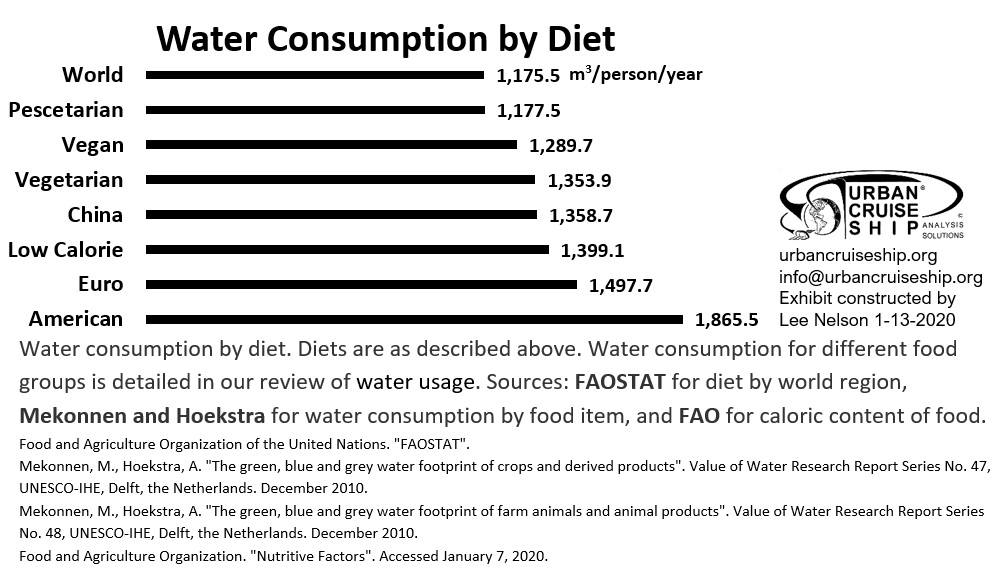 Water Consumption by Diet
World 1,175.5 m³/person/year
Pescetarian 1,177.5
Vegan 1,289.7
Vegetarian 1,353.9
China 1,358.7
Low Calorie 1,399.1
Euro 1,497.7
American 1,865.5
URBAN®
CRUISE
SHIP
©
ANALYSIS
SOLUTIONS
urbancruiseship.org
info@urbancruiseship.org
Exhibit constructed by
Lee Nelson 1-13-2020
Water consumption by diet. Diets are as described above. Water consumption for different food
groups is detailed in our review of water usage. Sources: FAOSTAT for diet by world region,
Mekonnen and Hoekstra for water consumption by food item, and FAO for caloric content of food.
Food and Agriculture Organization of the United Nations. "FAOSTAT".
Mekonnen, M., Hoekstra, A. "The green, blue and grey water footprint of crops and derived products". Value of Water Research Report Series No. 47,
UNESCO-IHE, Delft, the Netherlands. December 2010.
Mekonnen, M., Hoekstra, A. "The green, blue and grey water footprint of farm animals and animal products". Value of Water Research Report Series
No. 48, UNESCO-IHE, Delft, the Netherlands. December 2010.
Food and Agriculture Organization. "Nutritive Factors". Accessed January 7, 2020.